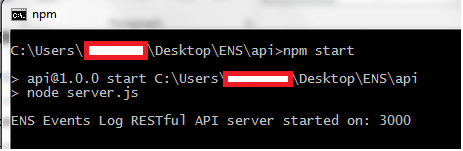 npm
C:\Users\ \Desktop\ENS\api>npm start
> api@1.0.0 start C:\Users\ \Desktop\ENS\api
> node server.js
ENS Events Log RESTful API server started on: 3000